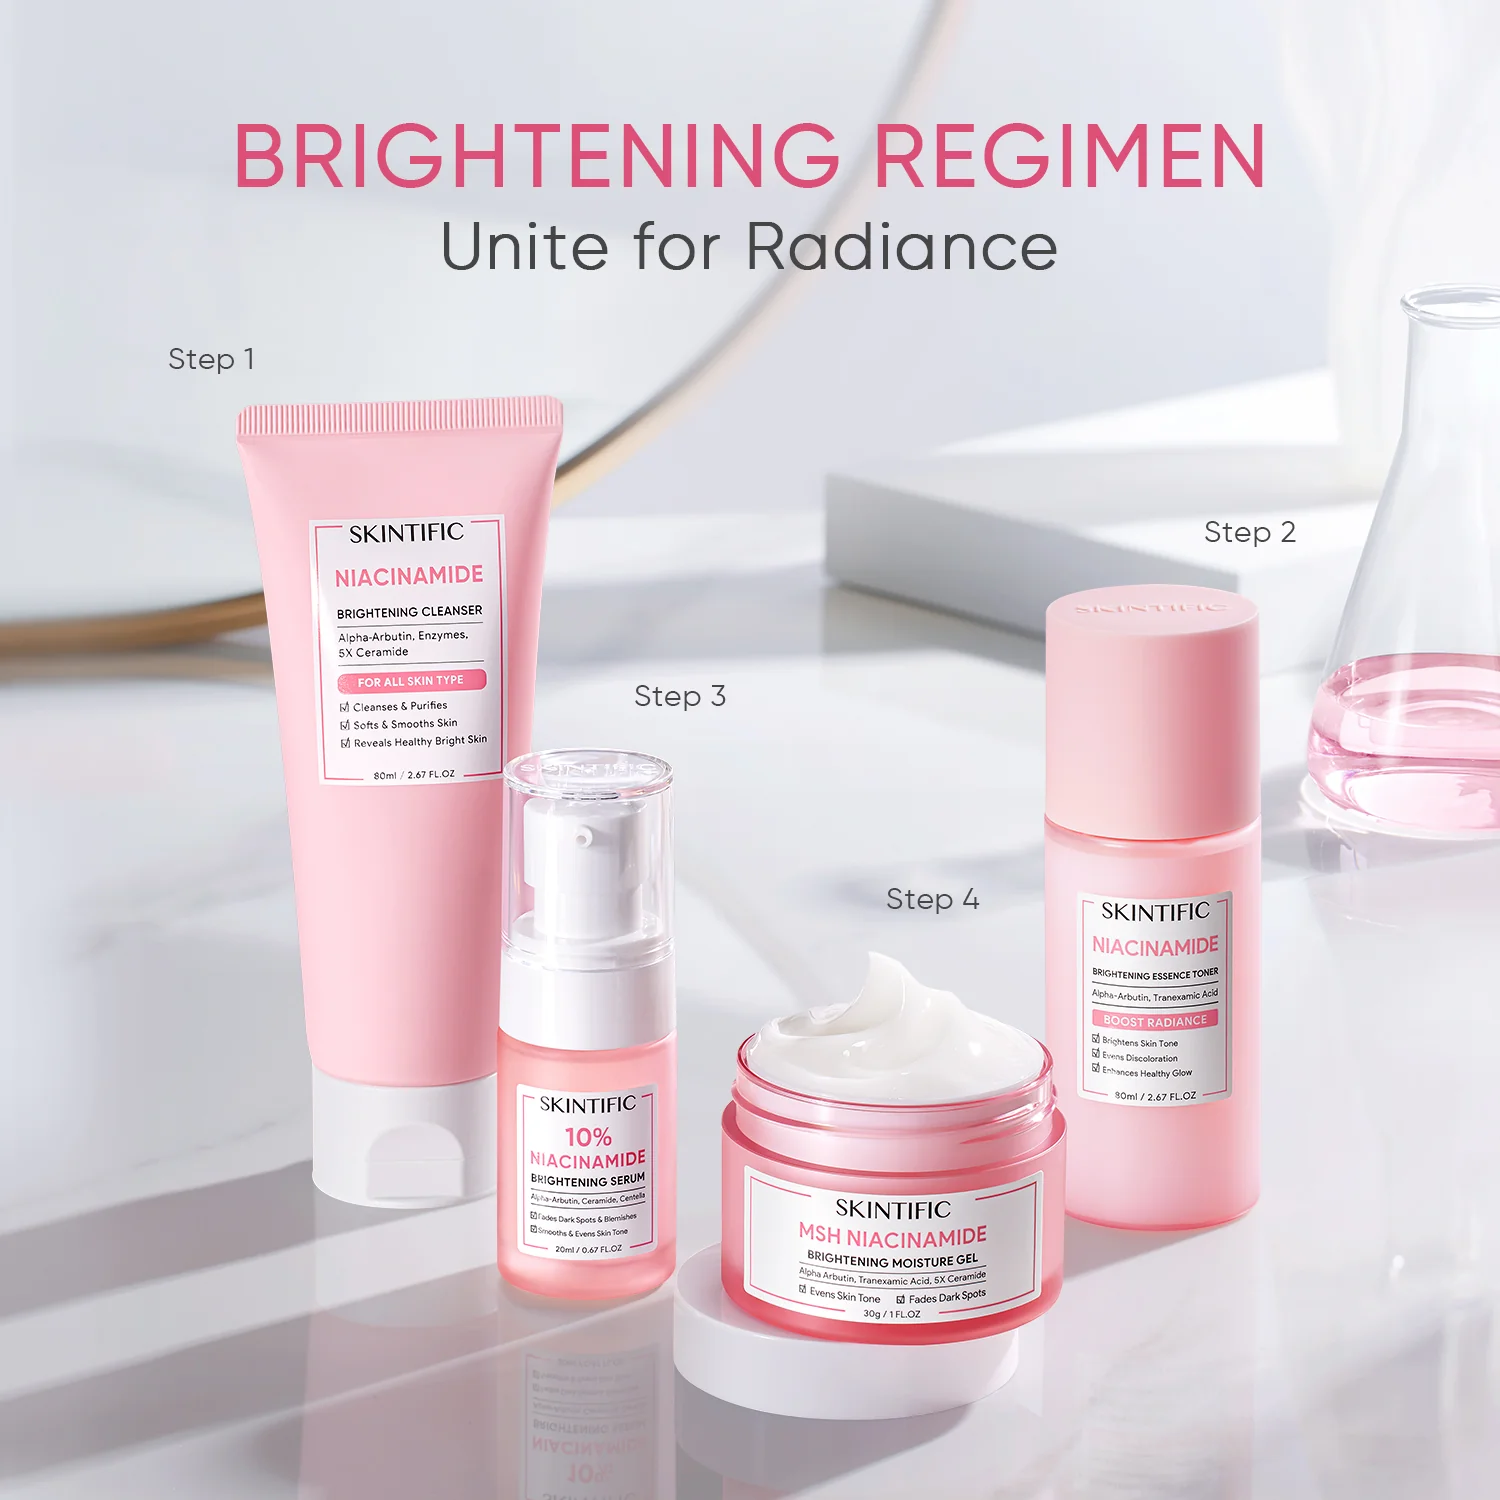 BRIGHTENING REGIMEN
Unite for Radiance
Step 1
SKINTIFIC
NIACINAMIDE
BRIGHTENING CLEANSER
Alpha-Arbutin, Enzymes,
5X Ceramide
FOR ALL SKIN TYPE
Cleanses & Purifies
Softs & Smooths Skin
Reveals Healthy Bright Skin
80ml / 2.67 FL.OZ
Step 2
SKINTIFIC
SKINTIFIC
NIACINAMIDE
BRIGHTENING ESSENCE TONER
Alpha-Arbutin, Tranexamic Acid
BOOST RADIANCE
Brightens Skin Tone
Evens Discoloration
Enhances Healthy Glow
80ml / 2.67 FL.OZ
Step 3
SKINTIFIC
SKINTIFIC
10%
NIACINAMIDE
BRIGHTENING SERUM
Alpha-Arbutin, Ceramide, Centella
Fades Dark Spots & Blemishes
Smooths & Evens Skin Tone
20ml / 0.67 FL.OZ
Step 4
SKINTIFIC
MSH NIACINAMIDE
BRIGHTENING MOISTURE GEL
Alpha Arbutin, Tranexamic Acid, 5X Ceramide
Evens Skin Tone Fades Dark Spots
30g / 1 FL.OZ